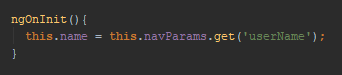 ngOnInit(){
  this.name = this.navParams.get('userName');
}